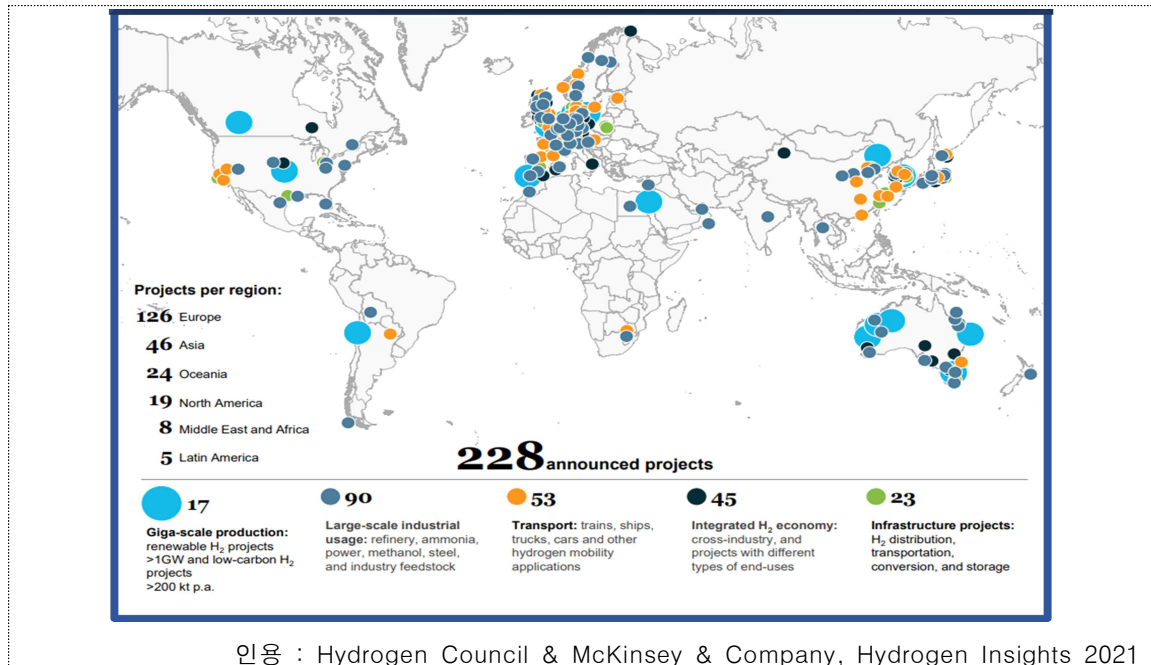 Projects per region:
126 Europe
46 Asia
24 Oceania
19 North America
8 Middle East and Africa
5 Latin America
228 announced projects
17
Giga-scale production:
renewable H₂ projects
>1GW and low-carbon H₂
projects
>200 kt p.a.
90
Large-scale industrial
usage: refinery, ammonia,
power, methanol, steel,
and industry feedstock
53
Transport: trains, ships,
trucks, cars and other
hydrogen mobility
applications
45
Integrated H₂ economy:
cross-industry, and
projects with different
types of end-uses
23
Infrastructure projects:
H₂ distribution,
transportation,
conversion, and storage
인용 : Hydrogen Council & McKinsey & Company, Hydrogen Insights 2021